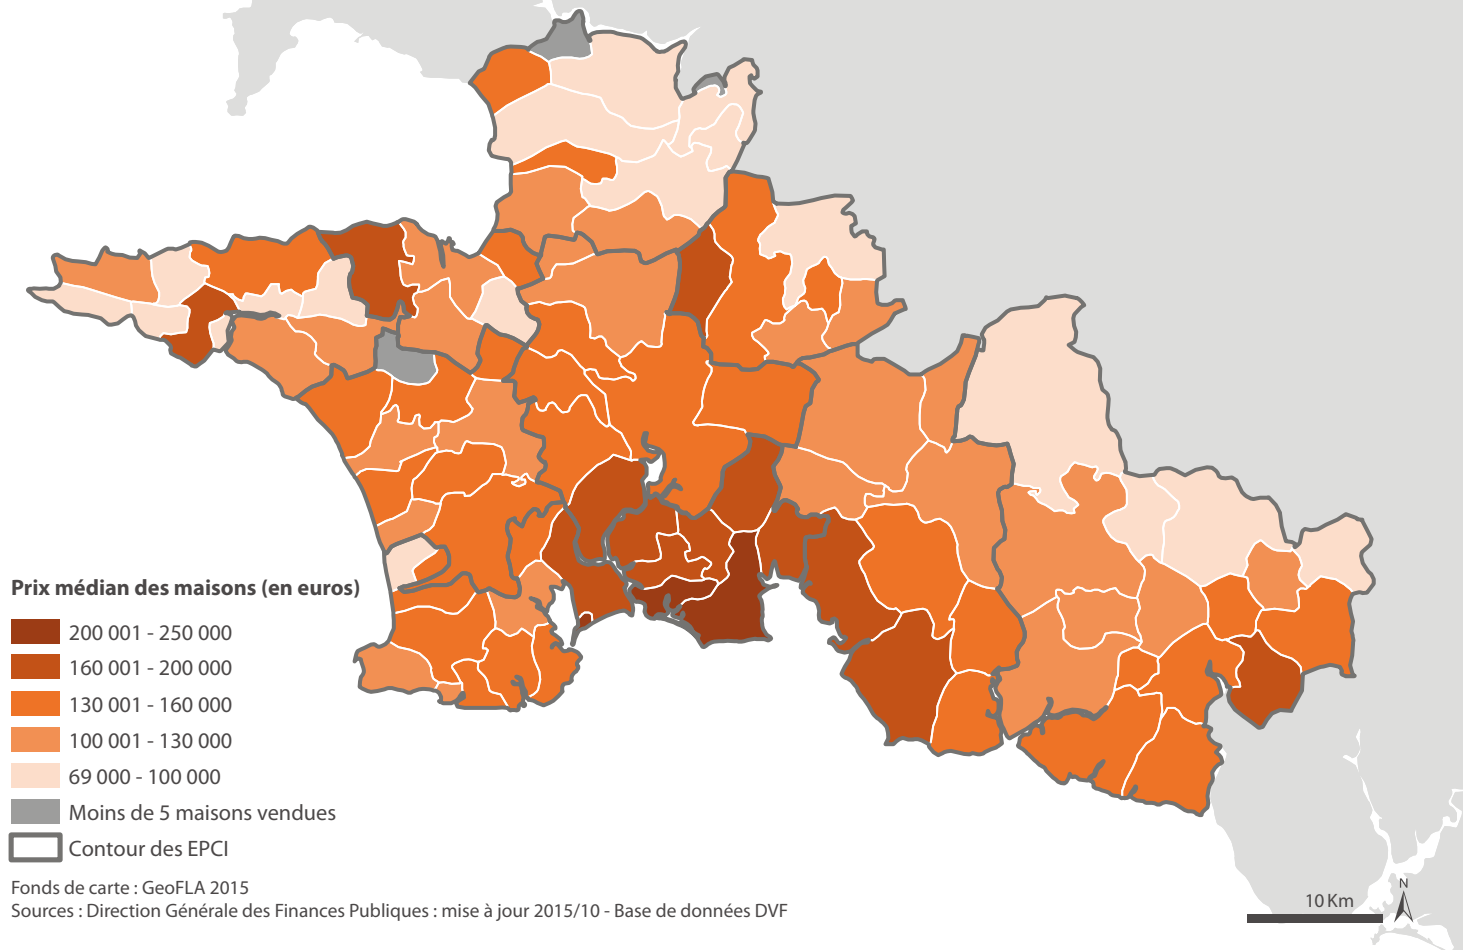 Prix médian des maisons (en euros)
200 001 - 250 000
160 001 - 200 000
130 001 - 160 000
100 001 - 130 000
69 000 - 100 000
Moins de 5 maisons vendues
Contour des EPCI
Fonds de carte : GeoFLA 2015
Sources : Direction Générale des Finances Publiques : mise à jour 2015/10 - Base de données DVF
10 Km
N